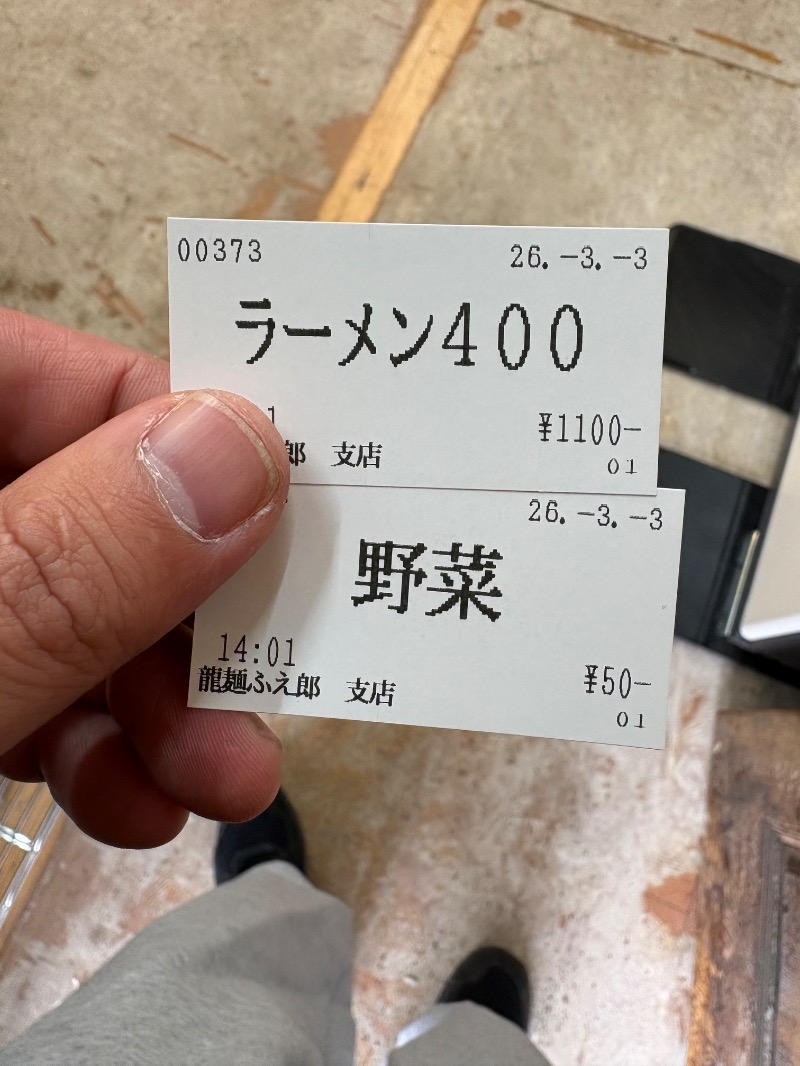 00373 26.-3.-3
ラーメン400
1 ¥1100-
郎 支店 01
26.-3.-3
野菜
14:01 ¥50-
龍麺ふえ郎 支店 01